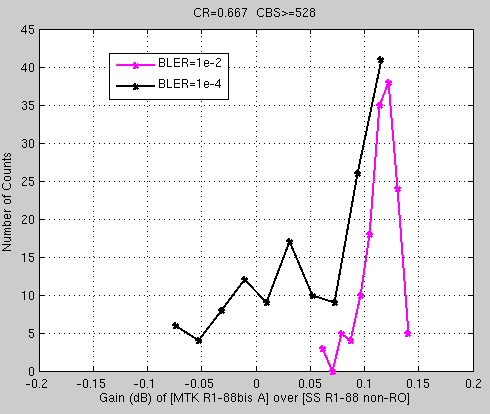 CR=0.667 CBS>=528
45
40
35
30
25
20
15
10
5
0
Number of Counts
BLER=1e-2
BLER=1e-4
-0.2 -0.15 -0.1 -0.05 0 0.05 0.1 0.15 0.2
Gain (dB) of [MTK R1-88bis A] over [SS R1-88 non-RO]